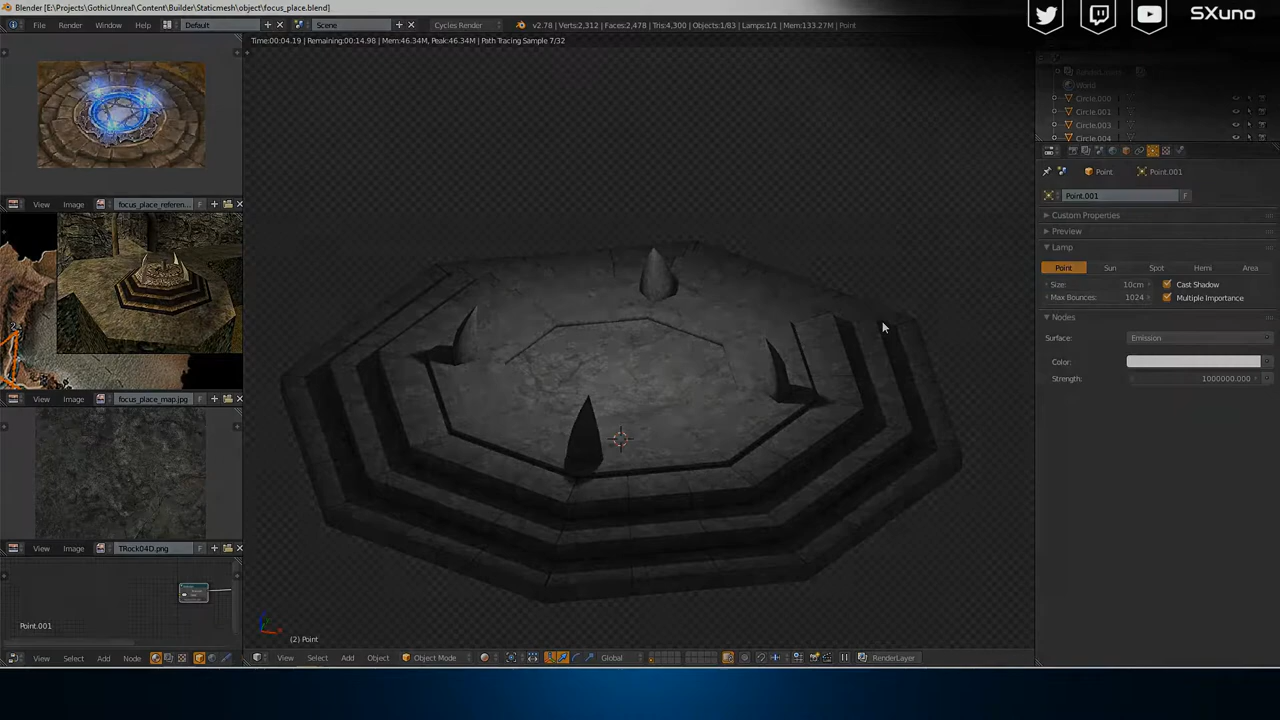 Blender [E:\Projects\GothicUnreal\Content\Builder\Staticmesh\object\focus_place.blend]
File Render Window Help Default Scene Cycles Render v2.78 | Verts:2,312 | Faces:2,478 | Tris:4,300 | Objects:1/83 | Lamps:1/1 | Mem:133.27M | Point
SXuno
Time:00:04.19 | Remaining:00:14.98 | Mem:46.34M, Peak:46.34M | Path Tracing Sample 7/32
RenderLayers
World
Circle.000
Circle.001
Circle.003
Circle.004
Point Point.001
Point.001 F
Custom Properties
Preview
Lamp
Point Sun Spot Hemi Area
Size: 10cm Cast Shadow
Max Bounces: 1024 Multiple Importance
Nodes
Surface: Emission
Color:
Strength: 1000000.000
View Image focus_place_referen...
View Image focus_place_map.jpg F
View Image TRock04D.png F
Point.001
(2) Point
View Select Add Node
View Select Add Object Object Mode Global RenderLayer